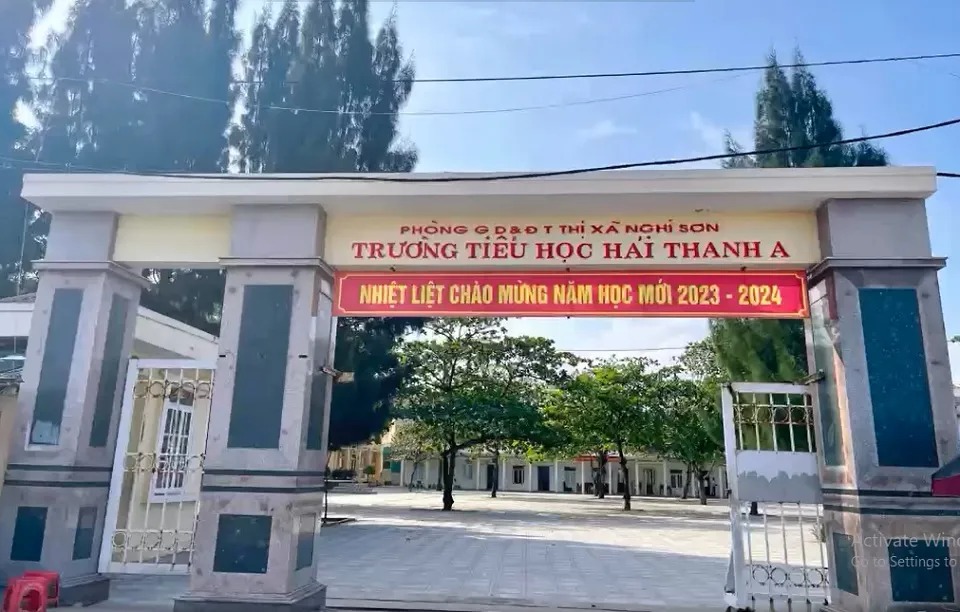 PHÒNG GD&ĐT THỊ XÃ NGHI SƠN
TRƯỜNG TIỂU HỌC HẢI THANH A
NHIỆT LIỆT CHÀO MỪNG NĂM HỌC MỚI 2023 - 2024
Activate Win
Go to Settings to